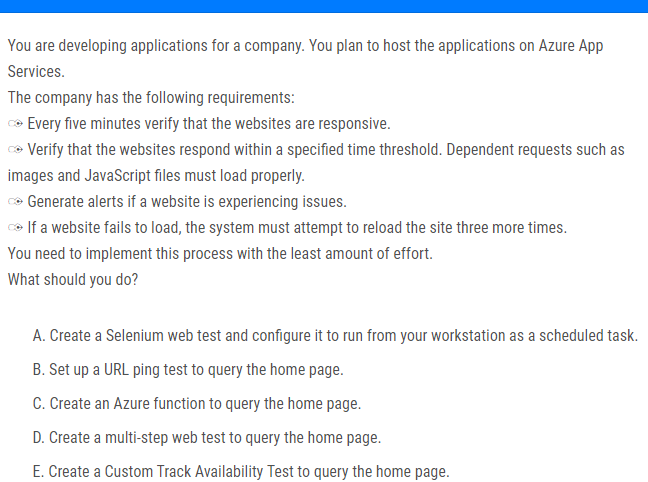 You are developing applications for a company. You plan to host the applications on Azure App
Services.
The company has the following requirements:
Every five minutes verify that the websites are responsive.
Verify that the websites respond within a specified time threshold. Dependent requests such as
images and JavaScript files must load properly.
Generate alerts if a website is experiencing issues.
If a website fails to load, the system must attempt to reload the site three more times.
You need to implement this process with the least amount of effort.
What should you do?
A. Create a Selenium web test and configure it to run from your workstation as a scheduled task.
B. Set up a URL ping test to query the home page.
C. Create an Azure function to query the home page.
D. Create a multi-step web test to query the home page.
E. Create a Custom Track Availability Test to query the home page.